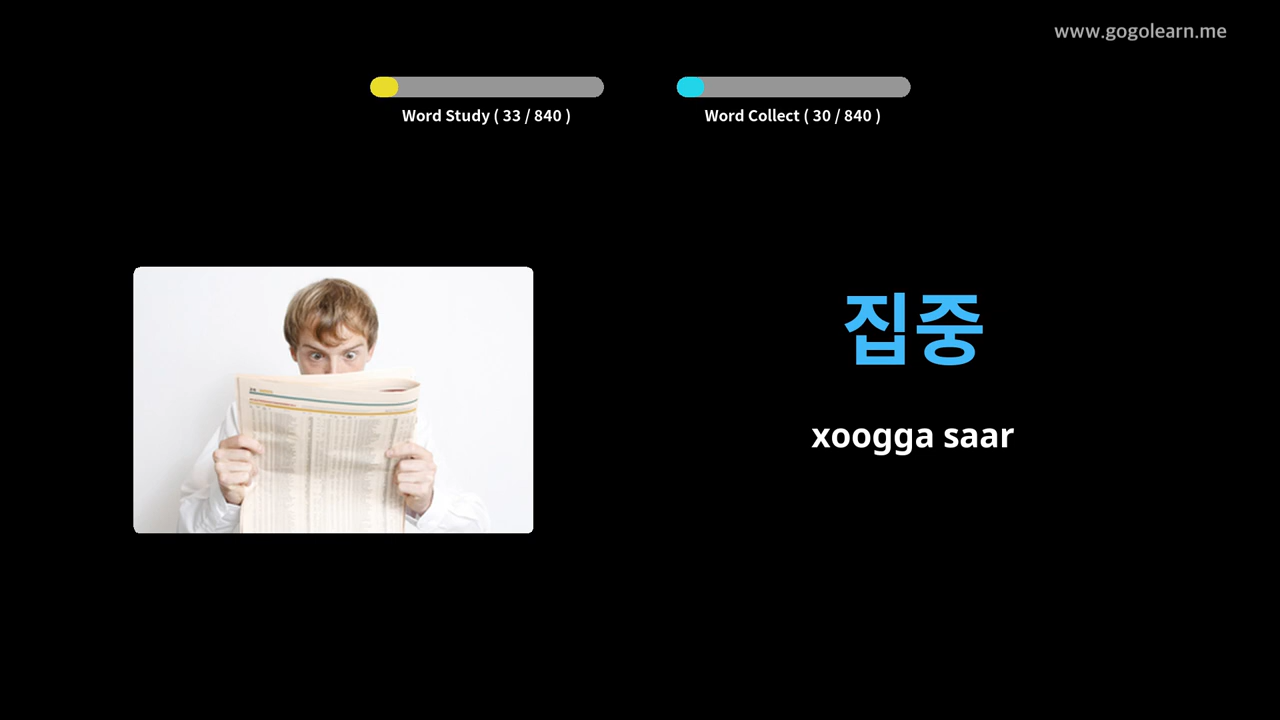 www.gogolearn.me
Word Study ( 33 / 840 )
Word Collect ( 30 / 840 )
집중
xoogga saar